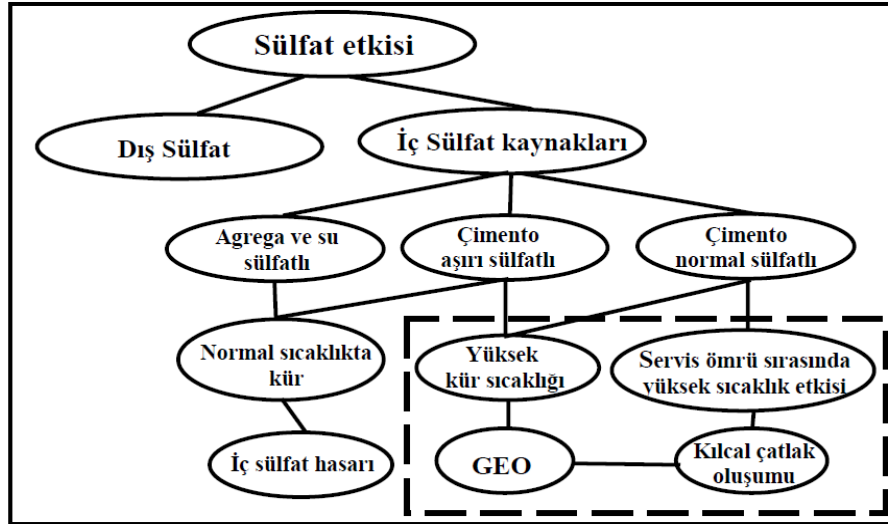 Sülfat etkisi
Dış Sülfat
İç Sülfat kaynakları
Agrega ve su
sülfatlı
Çimento
aşırı sülfatlı
Çimento
normal sülfatlı
Normal sıcaklıkta
kür
Yüksek
kür sıcaklığı
Servis ömrü sırasında
yüksek sıcaklık etkisi
İç sülfat hasarı
GEO
Kılcal çatlak
oluşumu